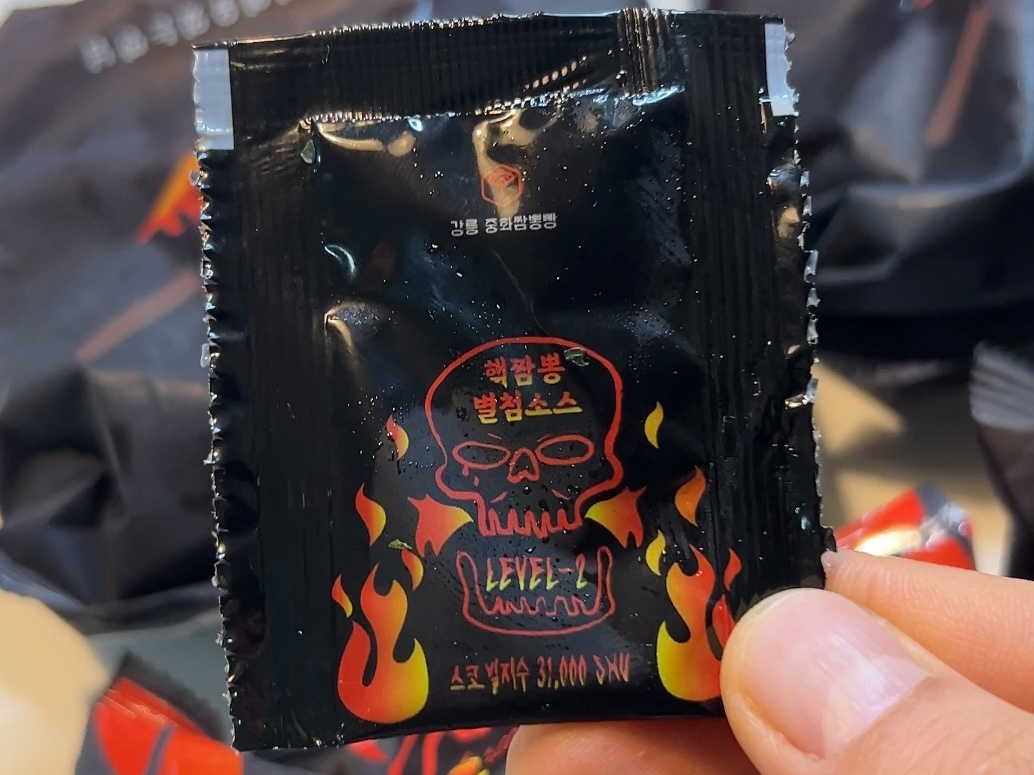 강릉 중화짬뽕빵
핵짬뽕
벌첨소스
LEVEL-2
스코빌지수 31,000 SHU